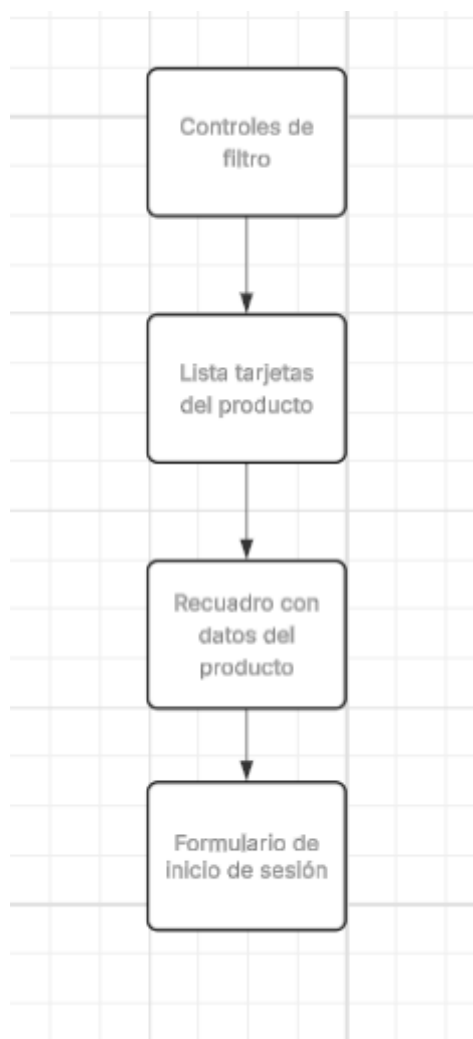 Controles de
filtro
Lista tarjetas
del producto
Recuadro con
datos del
producto
Formulario de
inicio de sesión